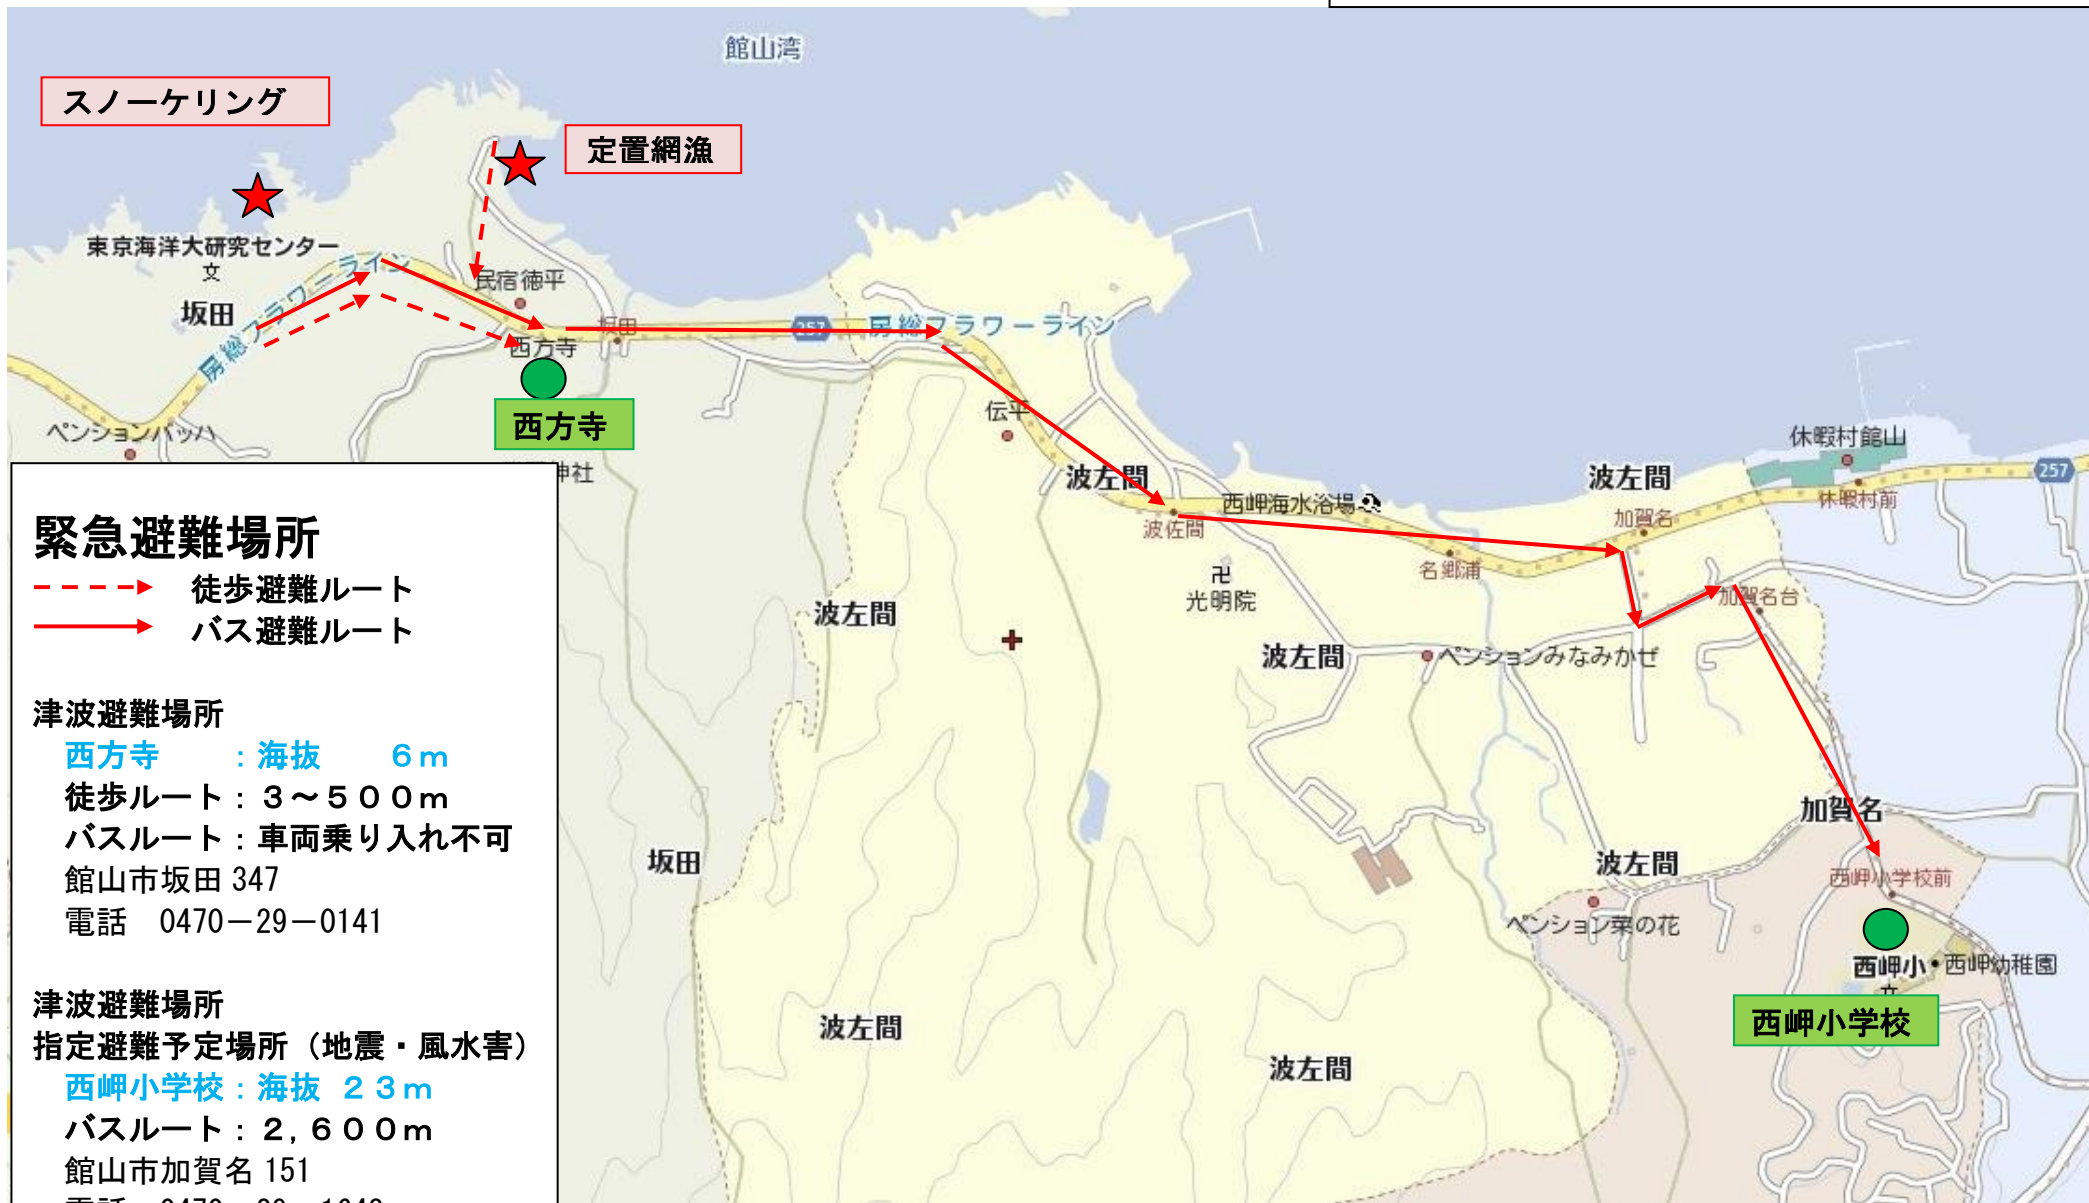 館山湾
スノーケリング
定置網漁
東京海洋大研究センター
文
坂田
房総フラワーライン
民宿徳平
坂田
257
房総フラワーライン
西方寺
西方寺
ペンションバッハ
神社
伝平
波左間
波佐間
西岬海水浴場
名郷浦
波左間
加賀名
休暇村館山
休暇村前
257
卍
光明院
加賀名台
波左間
波左間
ペンションみなみかぜ
坂田
加賀名
波左間
西岬小学校前
ペンション菜の花
西岬小
西岬幼稚園
文
西岬小学校
波左間
波左間
緊急避難場所
徒歩避難ルート
バス避難ルート
津波避難場所
西方寺　　：海抜　　６ｍ
徒歩ルート：３～５００ｍ
バスルート：車両乗り入れ不可
館山市坂田 347
電話　0470－29－0141
津波避難場所
指定避難予定場所（地震・風水害）
西岬小学校：海抜 ２３ｍ
バスルート：２,６００ｍ
館山市加賀名 151